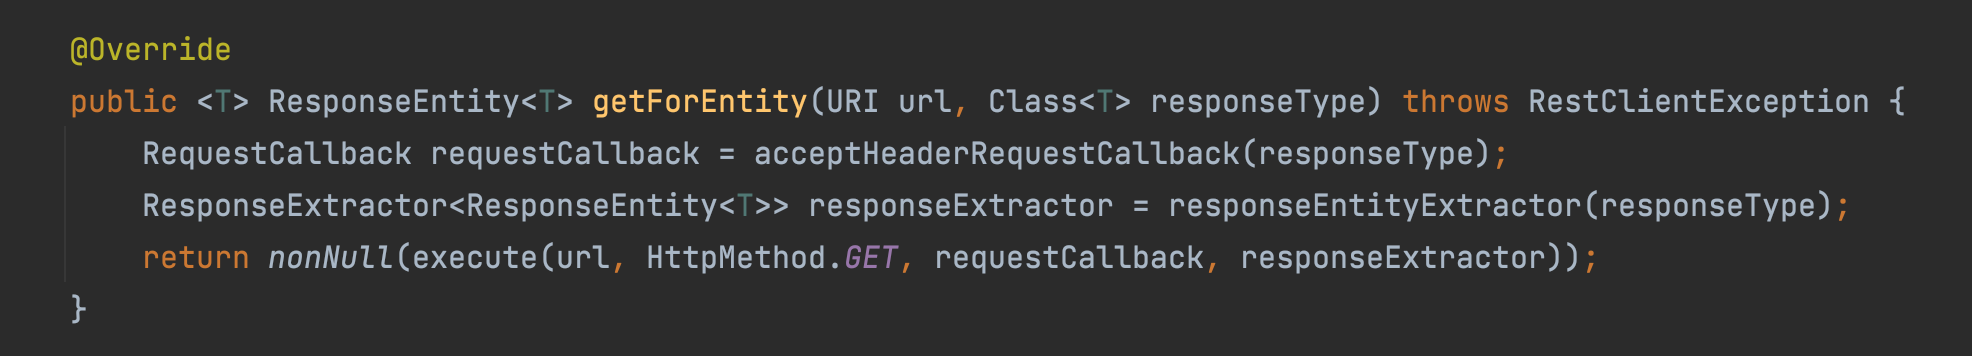 @Override
public <T> ResponseEntity<T> getForEntity(URI url, Class<T> responseType) throws RestClientException {
    RequestCallback requestCallback = acceptHeaderRequestCallback(responseType);
    ResponseExtractor<ResponseEntity<T>> responseExtractor = responseEntityExtractor(responseType);
    return nonNull(execute(url, HttpMethod.GET, requestCallback, responseExtractor));
}